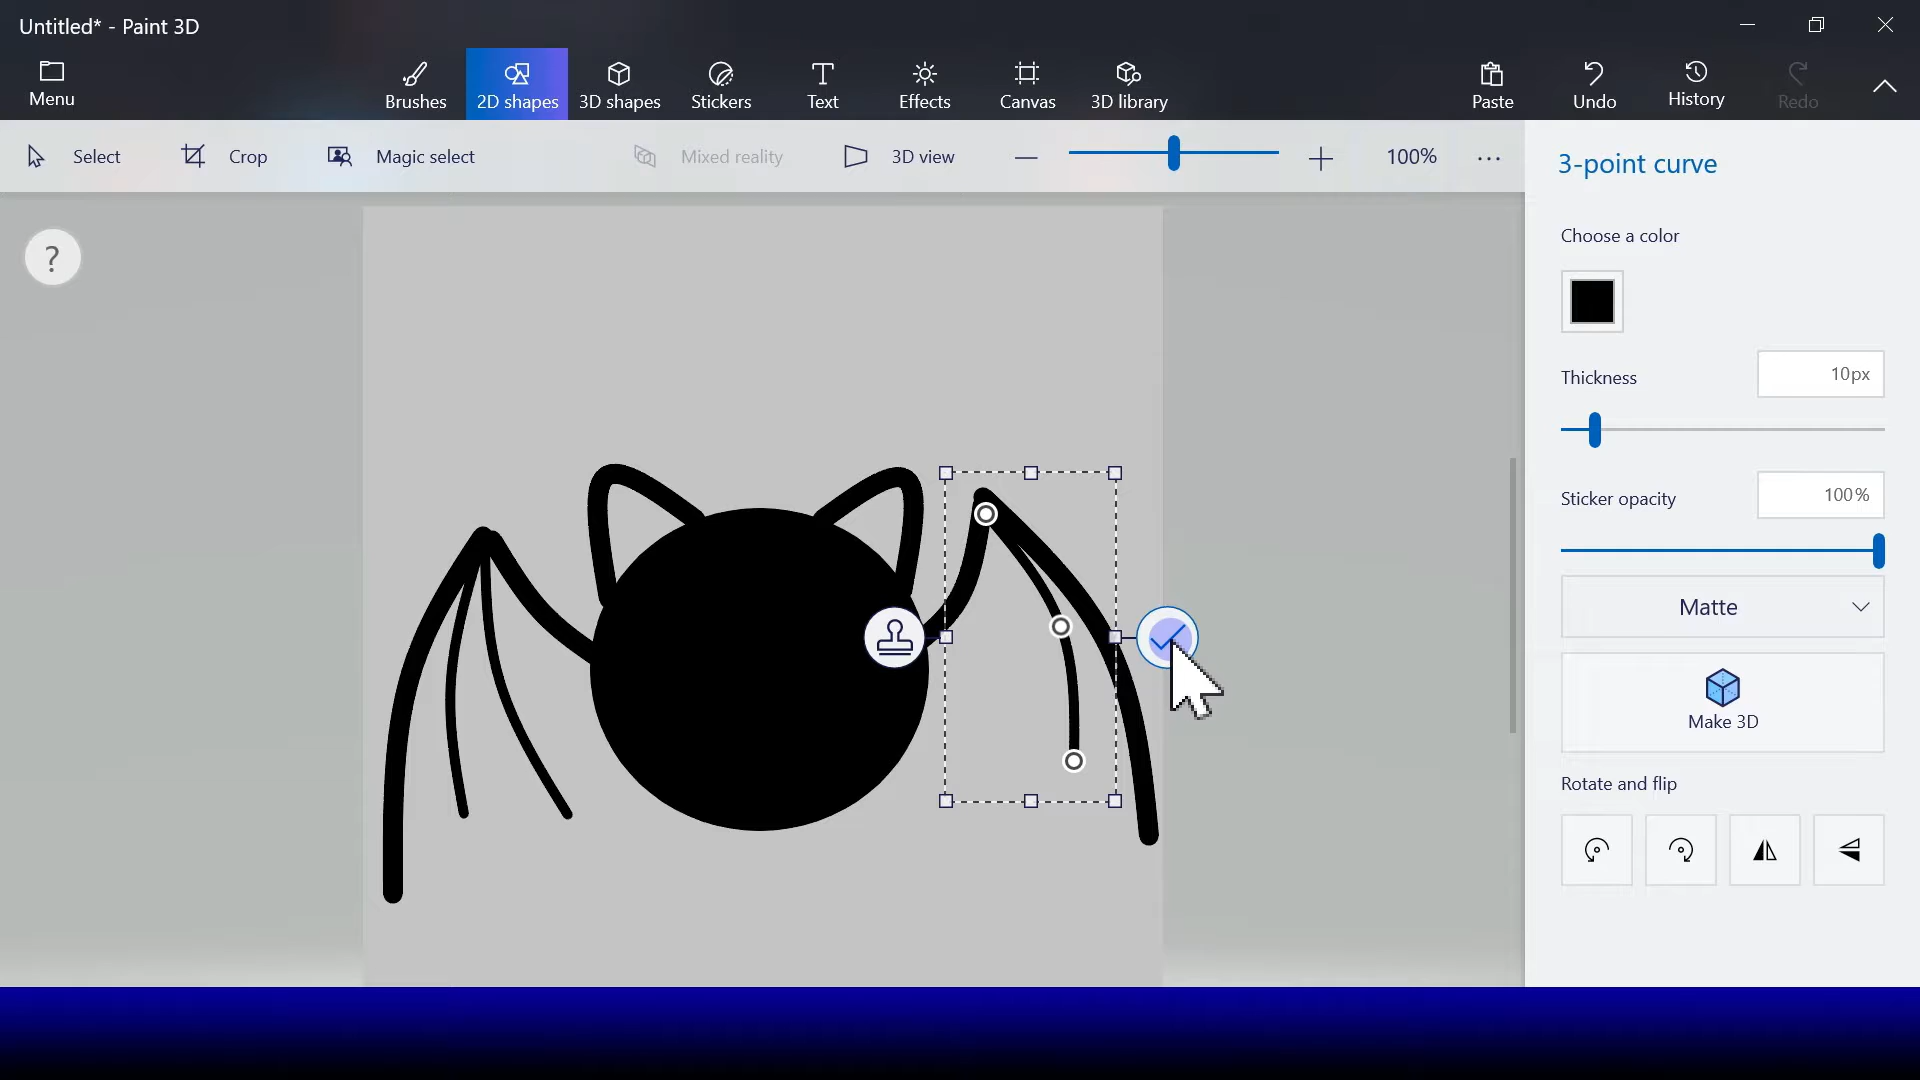 Untitled* - Paint 3D
Menu
Brushes
2D shapes
3D shapes
Stickers
Text
Effects
Canvas
3D library
Paste
Undo
History
Redo
Select
Crop
Magic select
Mixed reality
3D view
100%
?
3-point curve
Choose a color
Thickness
10px
Sticker opacity
100%
Matte
Make 3D
Rotate and flip